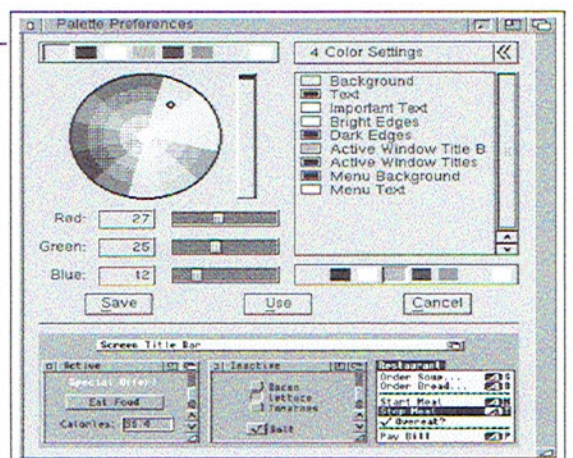 Palette Preferences
4 Color Settings
Background
Text
Important Text
Bright Edges
Dark Edges
Active Window Title B
Active Window Titles
Menu Background
Menu Text
Red: 27
Green: 25
Blue: 12
Save
Use
Cancel
Screen Title Bar
Active
Special Offer!
Eat Food
Calories: 35.4
Inactive
Bacon
Lettuce
Tomatoes
Salt
Restaurant
Order Soup... S
Order Bread... B
Start Meal N
Stop Meal T
Overeat?
Pay Bill P